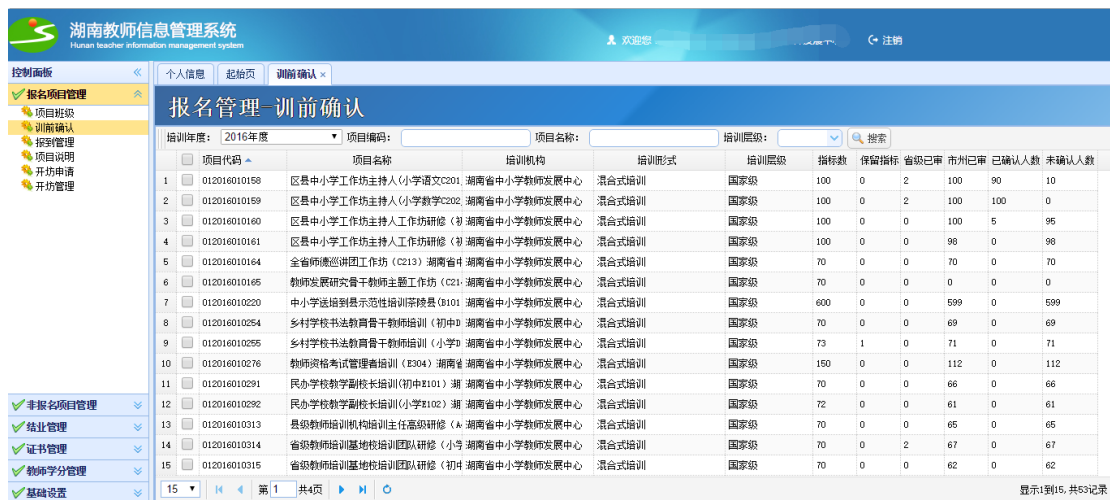 湖南教师信息管理系统
Hunan teacher information management system
欢迎您
注销
控制面板
个人信息 起始页 训前确认 ×
报名项目管理
项目班级
训前确认
报到管理
项目说明
开坊申请
开坊管理
报名管理-训前确认
培训年度: 2016年度 项目编码: 项目名称: 培训层级: 搜索
项目代码 项目名称 培训机构 培训形式 培训层级 指标数 保留指标 省级已审 市州已审 已确认人数 未确认人数
1 012016010158 区县中小学工作坊主持人(小学语文C201 湖南省中小学教师发展中心 混合式培训 国家级 100 0 2 100 90 10
2 012016010159 区县中小学工作坊主持人(小学数学C202 湖南省中小学教师发展中心 混合式培训 国家级 100 0 2 100 100 0
3 012016010160 区县中小学工作坊主持人工作坊研修(初 湖南省中小学教师发展中心 混合式培训 国家级 100 0 0 100 5 95
4 012016010161 区县中小学工作坊主持人工作坊研修(初 湖南省中小学教师发展中心 混合式培训 国家级 100 0 0 98 0 98
5 012016010164 全省师德巡讲团工作坊(C213)湖南省中 湖南省中小学教师发展中心 混合式培训 国家级 70 0 0 70 0 70
6 012016010165 教师发展研究骨干教师主题工作坊(C21 湖南省中小学教师发展中心 混合式培训 国家级 70 0 0 0 0 0
7 012016010220 中小学送培到县示范性培训茶陵县(B101 湖南省中小学教师发展中心 混合式培训 国家级 600 0 0 599 0 599
8 012016010254 乡村学校书法教育骨干教师培训(初中D 湖南省中小学教师发展中心 混合式培训 国家级 70 0 0 69 0 69
9 012016010255 乡村学校书法教育骨干教师培训(小学D 湖南省中小学教师发展中心 混合式培训 国家级 73 1 0 71 0 71
10 012016010276 教师资格考试管理者培训(E304)湖南省 湖南省中小学教师发展中心 混合式培训 国家级 150 0 0 112 0 112
11 012016010291 民办学校教学副校长培训(初中E101)湖 湖南省中小学教师发展中心 混合式培训 国家级 70 0 0 66 0 66
12 012016010292 民办学校教学副校长培训(小学E102)湖 湖南省中小学教师发展中心 混合式培训 国家级 72 0 0 61 0 61
13 012016010313 县级教师培训机构培训主任高级研修(A 湖南省中小学教师发展中心 混合式培训 国家级 70 0 0 65 0 65
14 012016010314 省级教师培训基地校培训团队研修(小学 湖南省中小学教师发展中心 混合式培训 国家级 70 0 2 67 0 67
15 012016010315 省级教师培训基地校培训团队研修(初中 湖南省中小学教师发展中心 混合式培训 国家级 70 0 0 62 0 62
非报名项目管理
结业管理
证书管理
教师学分管理
基础设置
15 第 1 共4页 显示1到15,共53记录